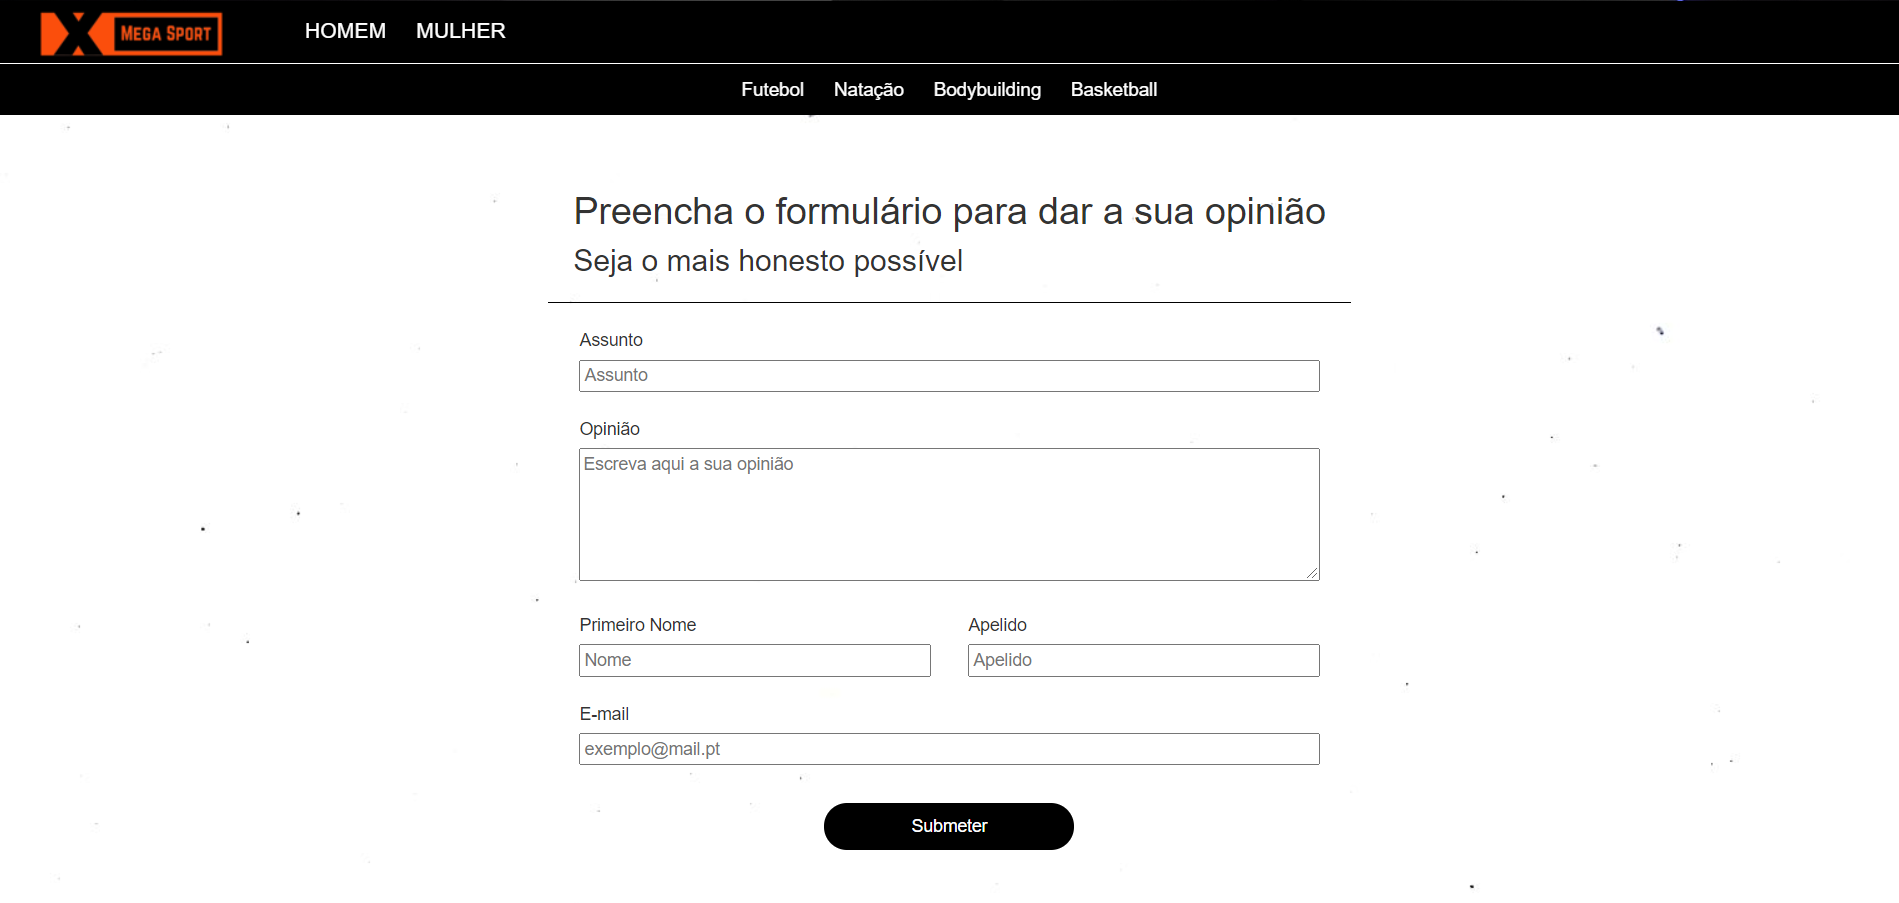 MEGA SPORT
HOMEM MULHER
Futebol Natação Bodybuilding Basketball
Preencha o formulário para dar a sua opinião
Seja o mais honesto possível
Assunto
Assunto
Opinião
Escreva aqui a sua opinião
Primeiro Nome Apelido
Nome Apelido
E-mail
exemplo@mail.pt
Submeter